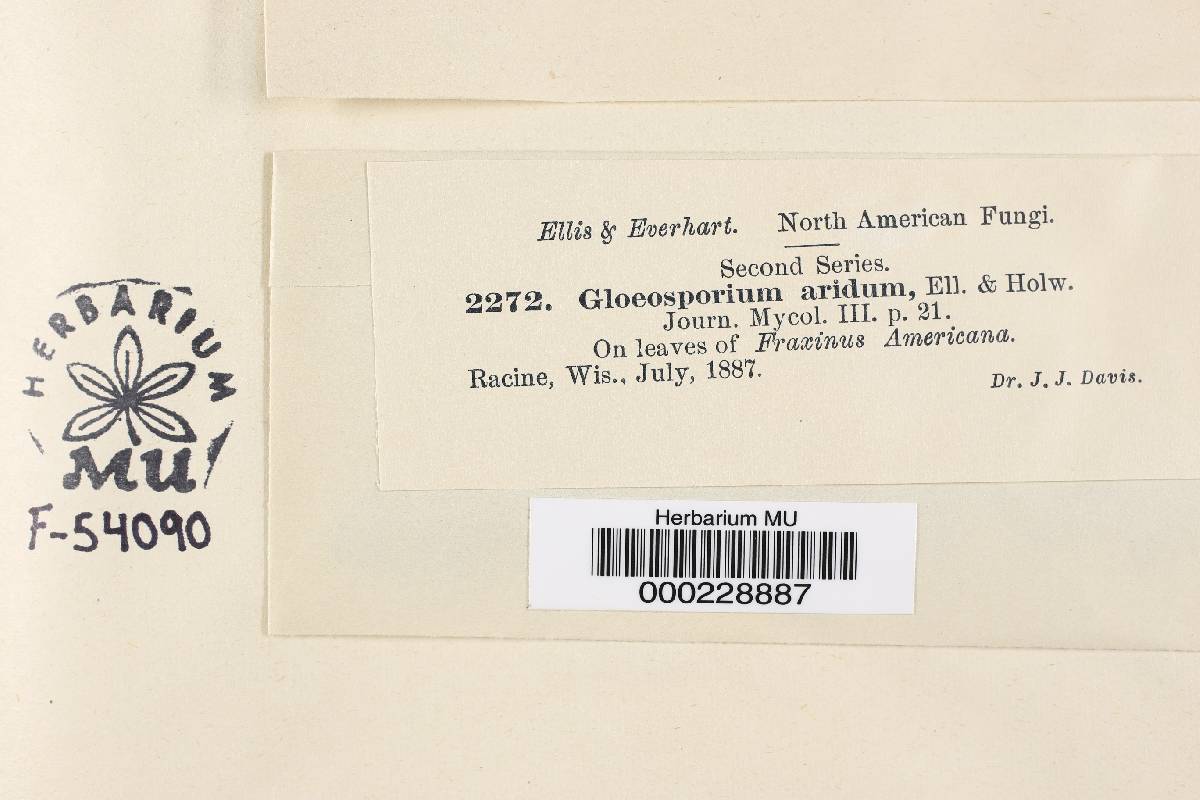 Ellis & Everhart. North American Fungi.
Second Series.
2272. Gloeosporium aridum, Ell. & Holw.
Journ. Mycol. III. p. 21.
On leaves of Fraxinus Americana.
Racine, Wis., July, 1887.
Dr. J. J. Davis.
HERBARIUM
MU
F-54090
Herbarium MU
000228887